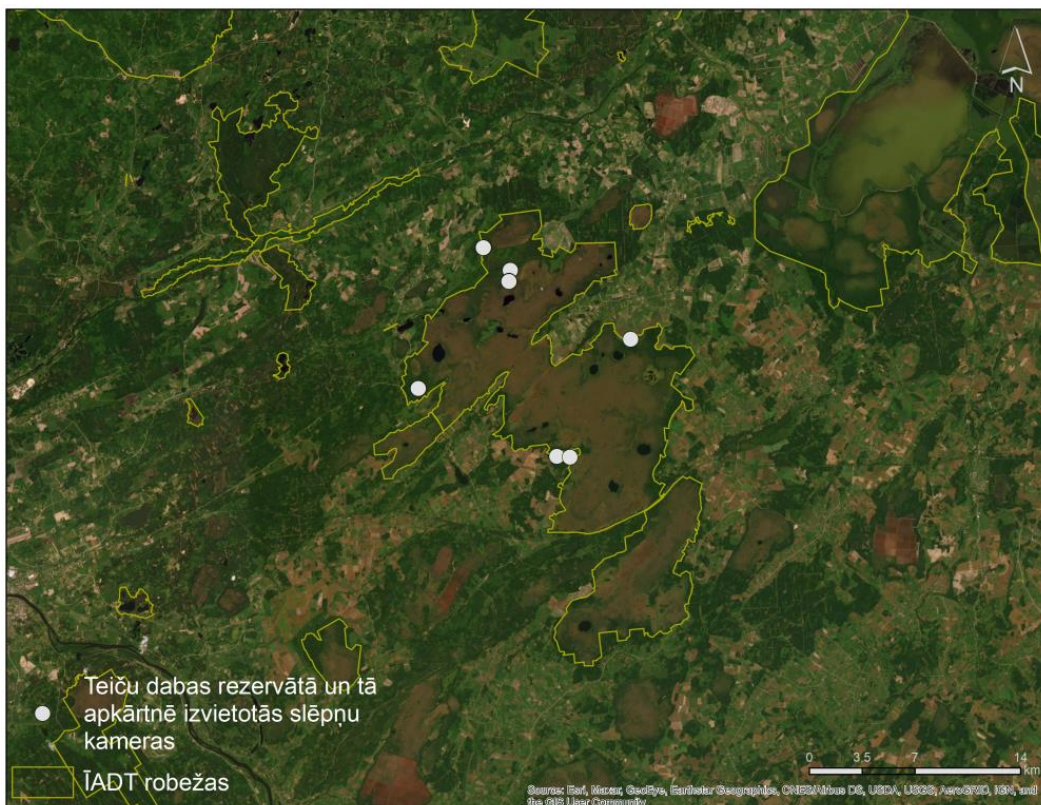 N
Teiču dabas rezervātā un tā
apkārtnē izvietotās slēpņu
kameras
ĪADT robežas
0 3.5 7 14
km
Source: Esri, Maxar, GeoEye, Earthstar Geographics, CNES/Airbus DS, USDA, USGS, AeroGRID, IGN, and
the GIS User Community